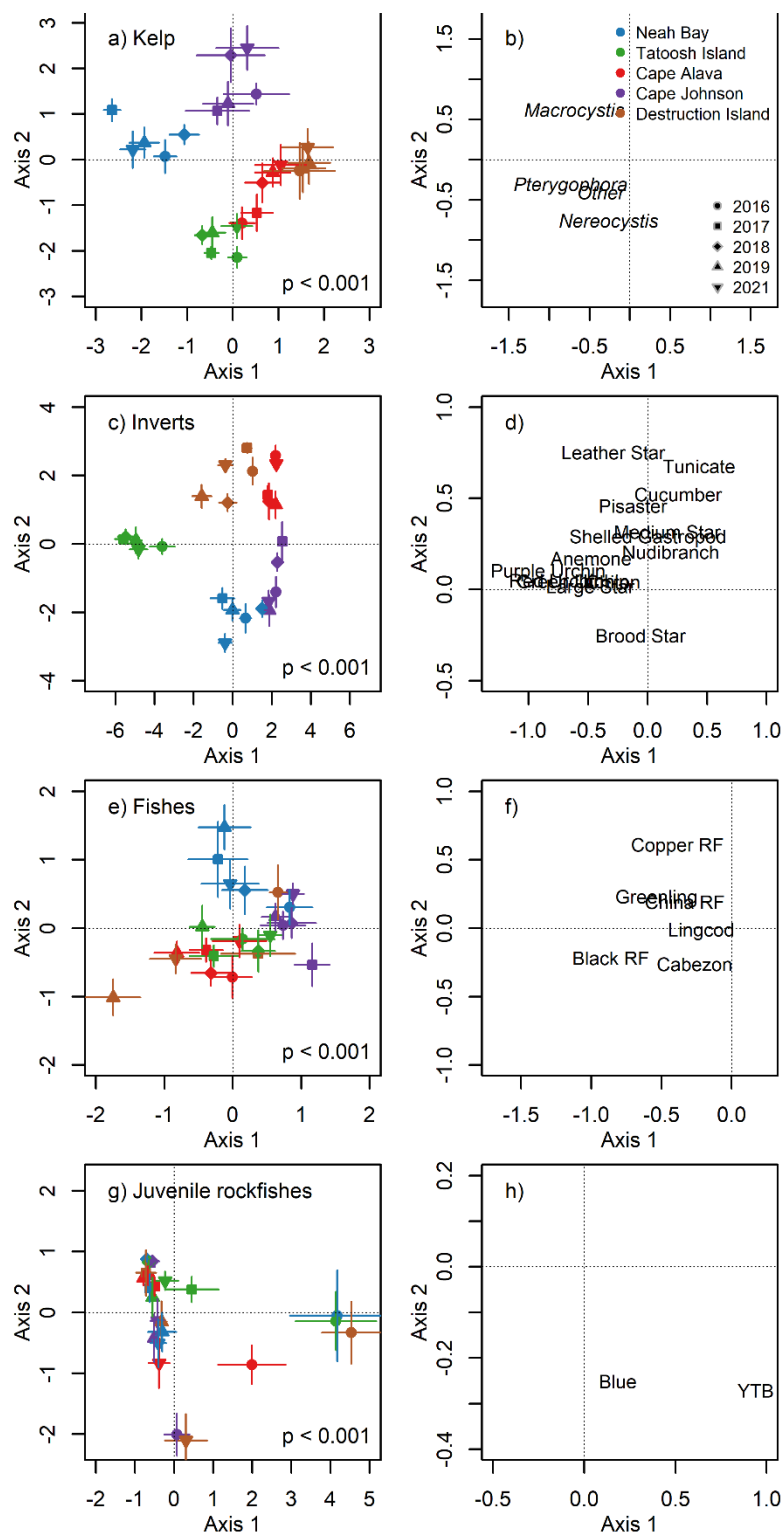 a) Kelp
Axis 2
3
2
1
0
-1
-2
-3
p < 0.001
-3 -2 -1 0 1 2 3
Axis 1
b)
Neah Bay
Tatoosh Island
Cape Alava
Cape Johnson
Destruction Island
Macrocystis
Pterygophora
Other
Nereocystis
2016
2017
2018
2019
2021
Axis 2
1.5
0.5
-0.5
-1.5
-1.5 -0.5 0.5 1.5
Axis 1
c) Inverts
Axis 2
4
2
0
-2
-4
p < 0.001
-6 -4 -2 0 2 4 6
Axis 1
d)
Leather Star
Tunicate
Cucumber
Pisaster
Medium Star
Shelled Gastropod
Nudibranch
Anemone
Purple Urchin
Large Star
Brood Star
Axis 2
1.0
0.5
0.0
-0.5
-1.0 -0.5 0.0 0.5 1.0
Axis 1
e) Fishes
Axis 2
2
1
0
-1
-2
p < 0.001
-2 -1 0 1 2
Axis 1
f)
Copper RF
Greenling
China RF
Lingcod
Black RF
Cabezon
Axis 2
1.0
0.5
0.0
-0.5
-1.0
-1.5 -1.0 -0.5 0.0
Axis 1
g) Juvenile rockfishes
Axis 2
2
1
0
-1
-2
p < 0.001
-2 -1 0 1 2 3 4 5
Axis 1
h)
Blue
YTB
Axis 2
0.2
0.0
-0.2
-0.4
-0.5 0.0 0.5 1.0
Axis 1